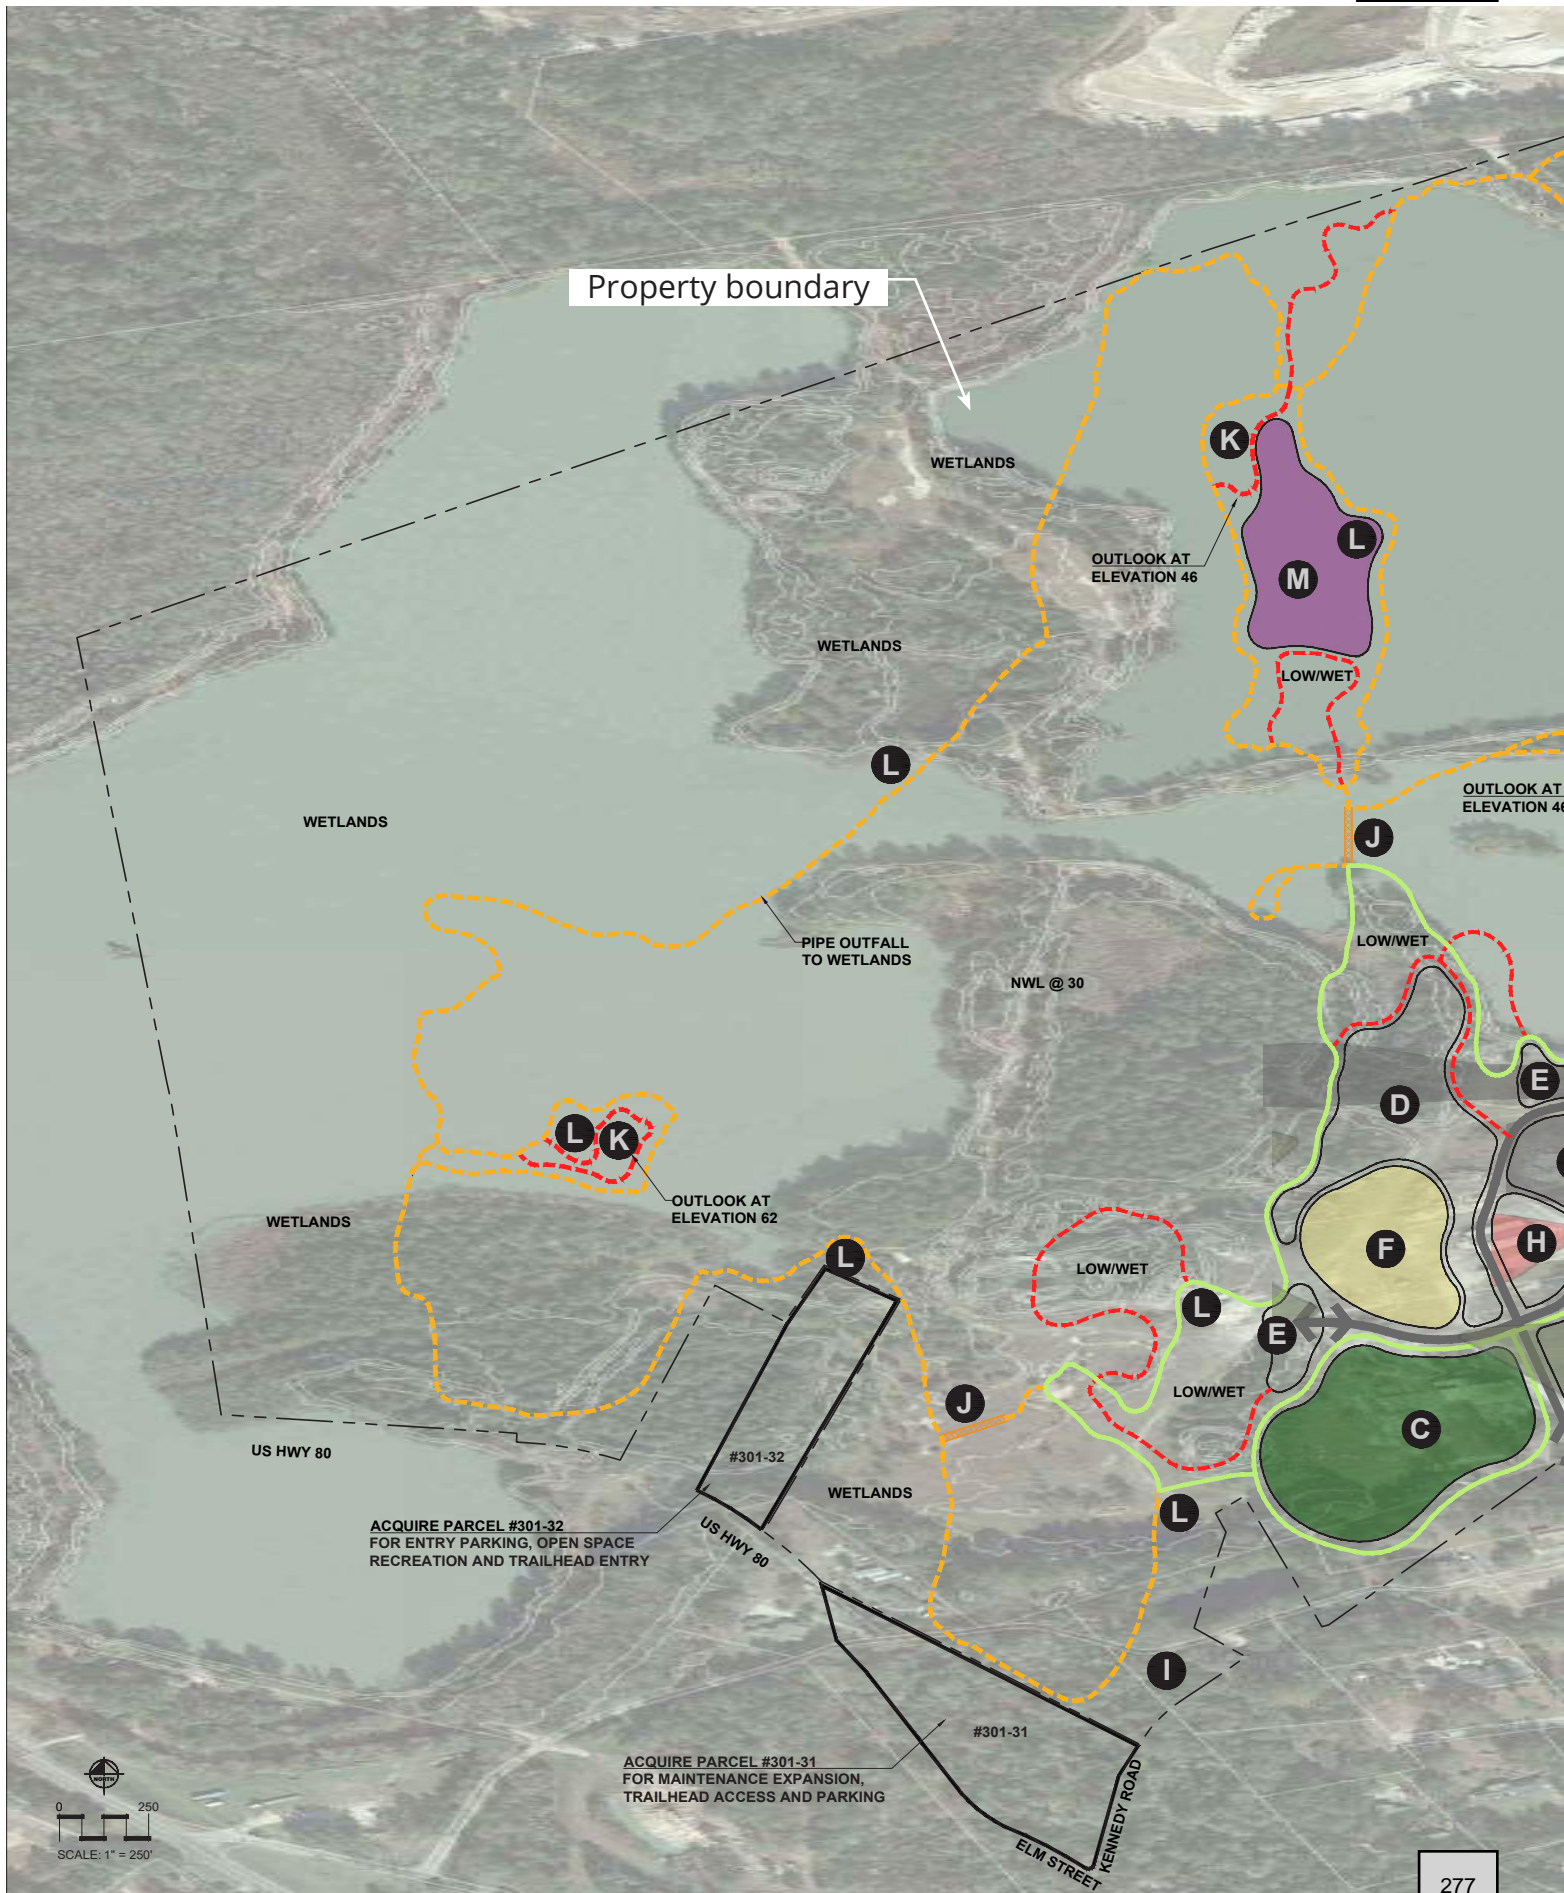 Property boundary
WETLANDS
K
L
OUTLOOK AT
ELEVATION 46
M
WETLANDS
LOW/WET
L
OUTLOOK AT
ELEVATION 46
WETLANDS
J
PIPE OUTFALL
TO WETLANDS
LOW/WET
NWL @ 30
E
D
L
K
OUTLOOK AT
ELEVATION 62
WETLANDS
F
H
L
LOW/WET
L
E
LOW/WET
J
C
US HWY 80
#301-32
WETLANDS
L
ACQUIRE PARCEL #301-32
FOR ENTRY PARKING, OPEN SPACE
RECREATION AND TRAILHEAD ENTRY
US HWY 80
I
#301-31
ACQUIRE PARCEL #301-31
FOR MAINTENANCE EXPANSION,
TRAILHEAD ACCESS AND PARKING
KENNEDY ROAD
ELM STREET
NORTH
0 250
SCALE: 1" = 250'
277